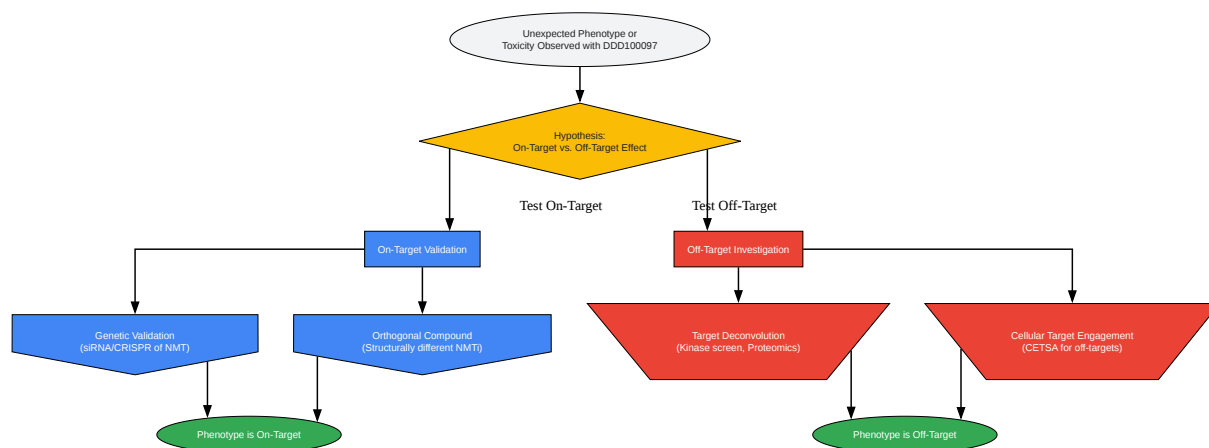 Unexpected Phenotype or
Toxicity Observed with DDD100097
Hypothesis:
On-Target vs. Off-Target Effect
Test On-Target
Test Off-Target
On-Target Validation
Off-Target Investigation
Genetic Validation
(siRNA/CRISPR of NMT)
Orthogonal Compound
(Structurally different NMTi)
Target Deconvolution
(Kinase screen, Proteomics)
Cellular Target Engagement
(CETSA for off-targets)
Phenotype is On-Target
Phenotype is Off-Target